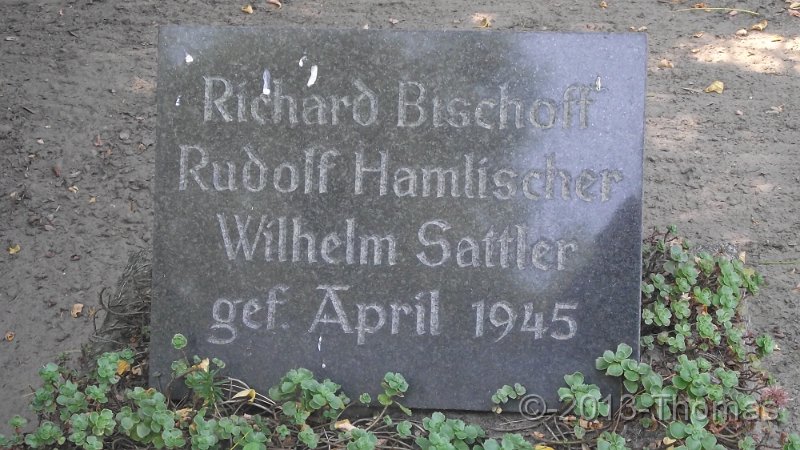 Richard Bischoff
Rudolf Hamlischer
Wilhelm Sattler
gef. April 1945
©-2013-Thomas